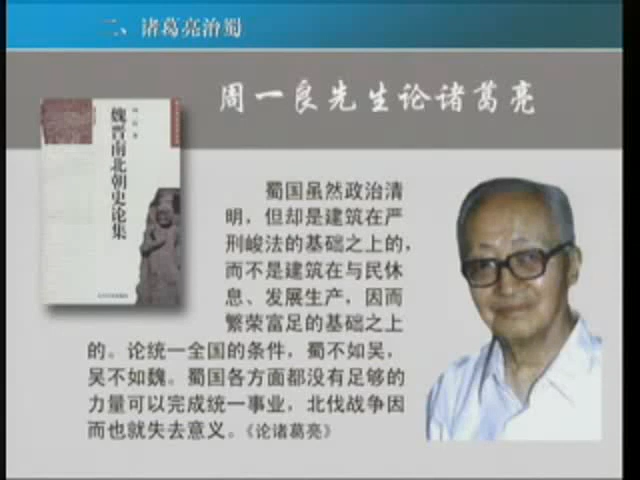 二、诸葛亮治蜀
周一良先生论诸葛亮
魏晋南北朝史论集
蜀国虽然政治清
明，但却是建筑在严
刑峻法的基础之上的，
而不是建筑在与民休
息、发展生产，因而
繁荣富足的基础之上
的。论统一全国的条件，蜀不如吴，
吴不如魏。蜀国各方面都没有足够的
力量可以完成统一事业，北伐战争因
而也就失去意义。《论诸葛亮》